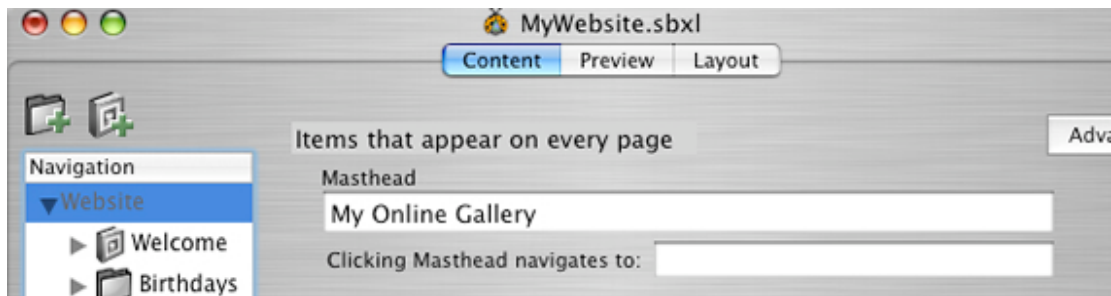 MyWebsite.sbxl
Content Preview Layout
Items that appear on every page
Adva
Navigation
Masthead
Website
My Online Gallery
Welcome
Clicking Masthead navigates to:
Birthdays